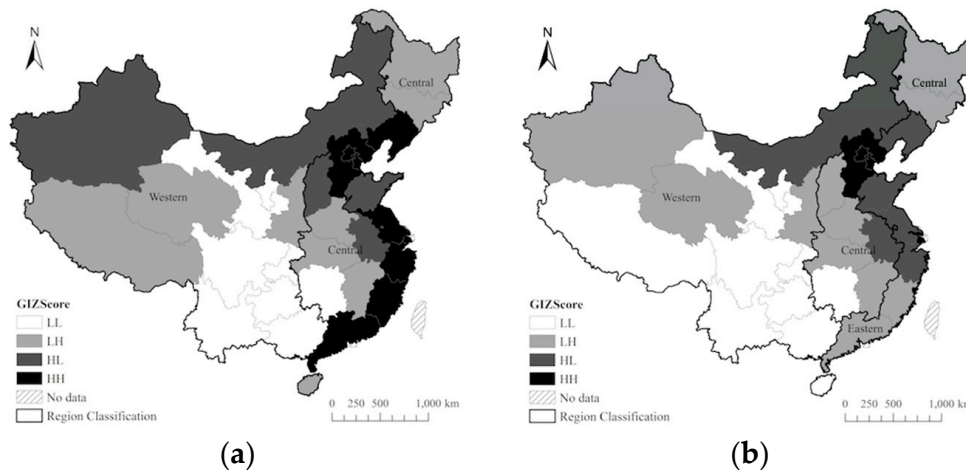 N
Central
Western
Central
GIZScore
LL
LH
HL
HH
No data
Region Classification
0 250 500 1,000 km
(a)
N
Central
Western
Central
Eastern
GIZScore
LL
LH
HL
HH
No data
Region Classification
0 250 500 1,000 km
(b)